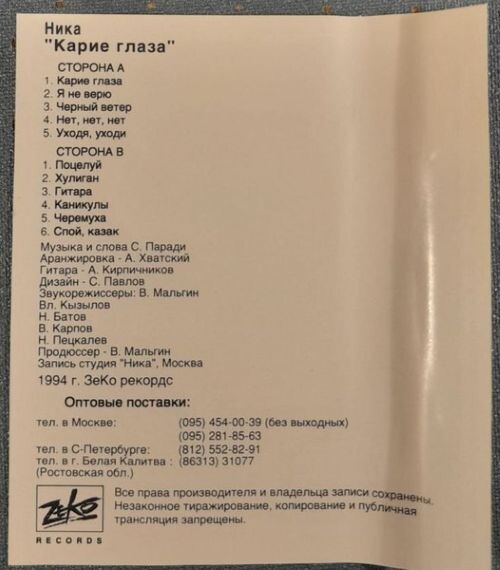 Ника
"Карие глаза"
СТОРОНА А
1. Карие глаза
2. Я не верю
3. Черный ветер
4. Нет, нет, нет
5. Уходя, уходи
СТОРОНА В
1. Поцелуй
2. Хулиган
3. Гитара
4. Каникулы
5. Черемуха
6. Спой, казак
Музыка и слова С. Паради
Аранжировка - А. Хватский
Гитара - А. Кирпичников
Дизайн - С. Павлов
Звукорежиссеры: В. Мальгин
Вл. Кызылов
Н. Батов
В. Карпов
Н. Пецкалев
Продюссер - В. Мальгин
Запись студия "Ника", Москва
1994 г. ЗеКо рекордс
Оптовые поставки:
тел. в Москве: (095) 454-00-39 (без выходных)
(095) 281-85-63
тел. в С-Петербурге: (812) 552-82-91
тел. в г. Белая Калитва : (86313) 31077
(Ростовская обл.)
Все права производителя и владельца записи сохранены.
Незаконное тиражирование, копирование и публичная
трансляция запрещены.
ZeKo
RECORDS